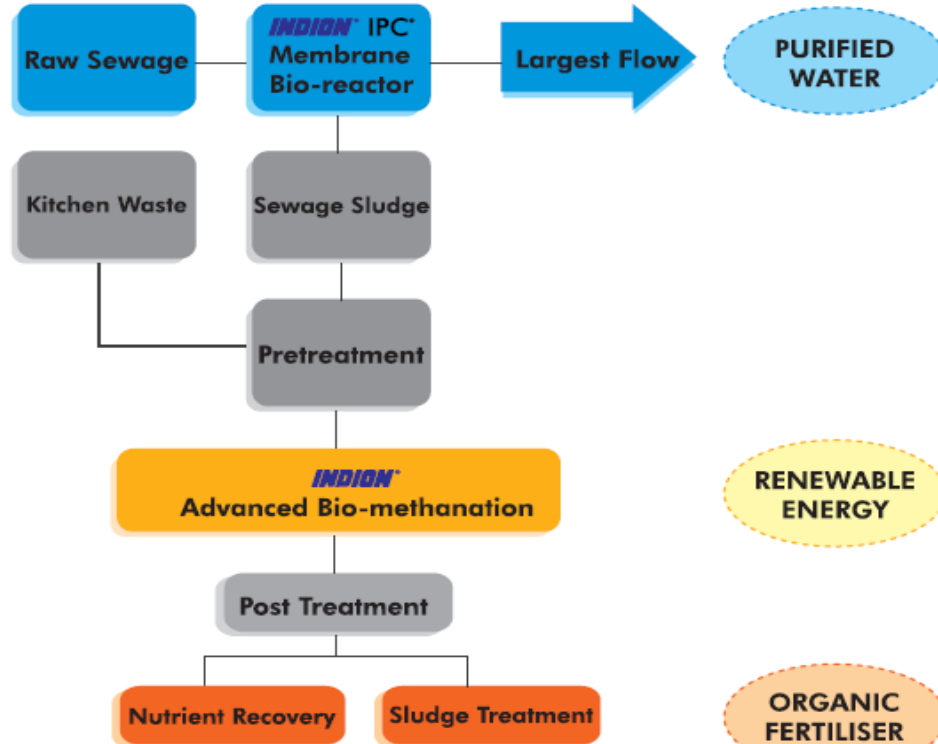 Raw Sewage
INDION* IPC*
Membrane
Bio-reactor
Largest Flow
PURIFIED
WATER
Kitchen Waste
Sewage Sludge
Pretreatment
INDION*
Advanced Bio-methanation
RENEWABLE
ENERGY
Post Treatment
Nutrient Recovery
Sludge Treatment
ORGANIC
FERTILISER